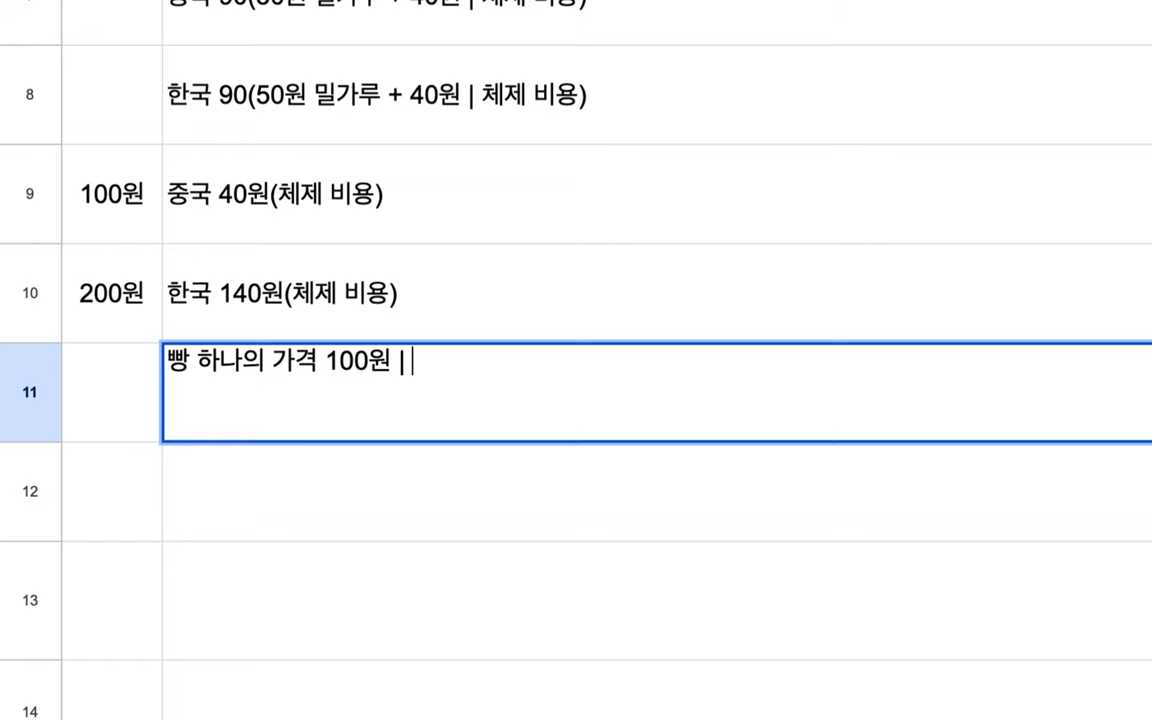 8
한국 90(50원 밀가루 + 40원 | 체제 비용)
9 100원 중국 40원(체제 비용)
10 200원 한국 140원(체제 비용)
11 빵 하나의 가격 100원 |
12
13
14